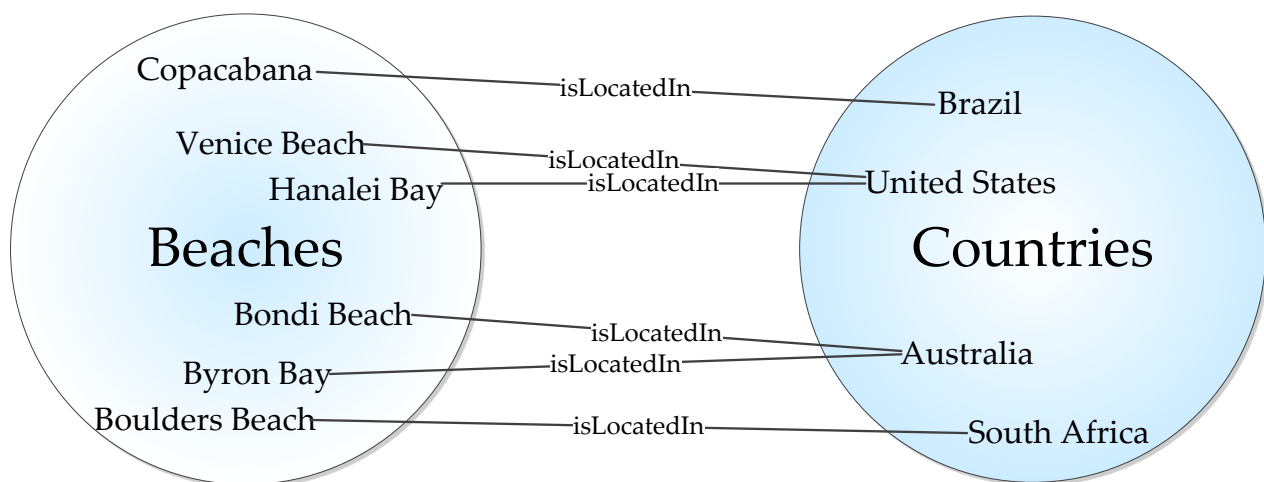 Copacabana
isLocatedIn
Brazil
Venice Beach
isLocatedIn
Hanalei Bay
isLocatedIn
United States
Beaches
Countries
Bondi Beach
isLocatedIn
Australia
Byron Bay
isLocatedIn
Boulders Beach
isLocatedIn
South Africa